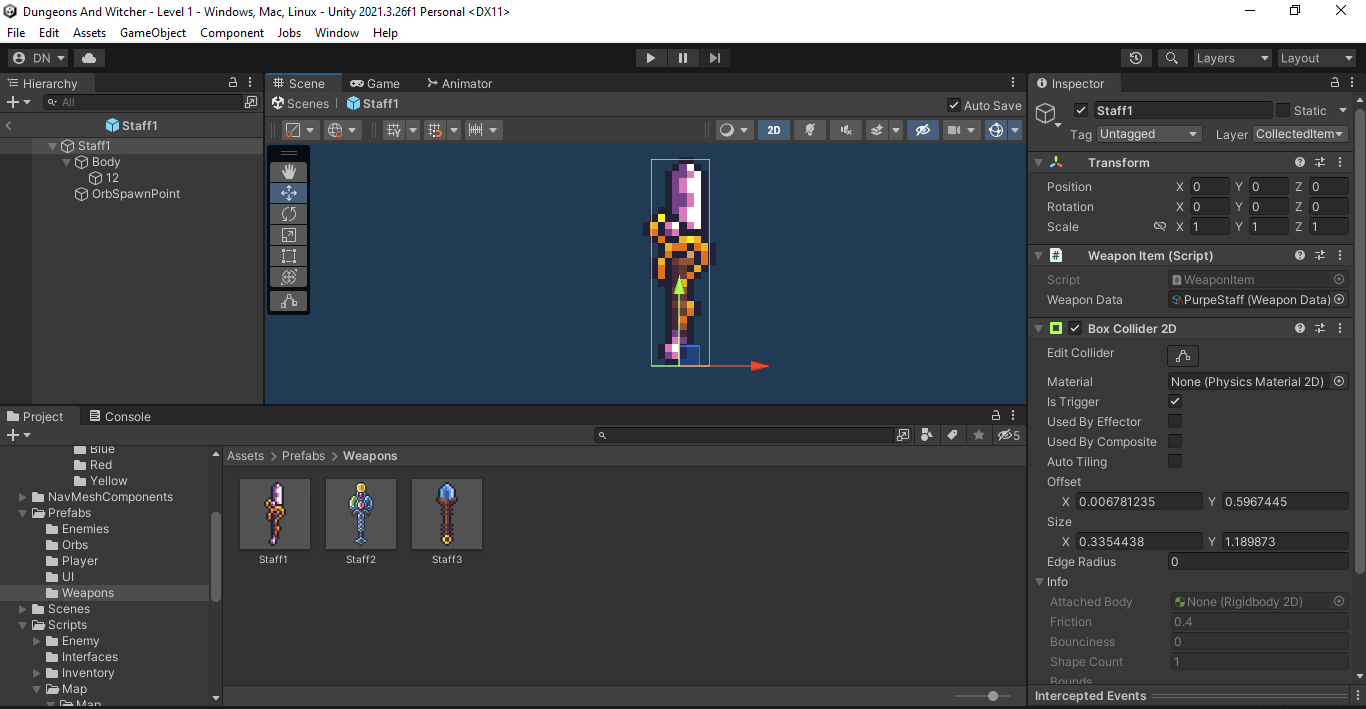 Dungeons And Witcher - Level 1 - Windows, Mac, Linux - Unity 2021.3.26f1 Personal <DX11>
File Edit Assets GameObject Component Jobs Window Help
DN Layers Layout
Hierarchy
All
Staff1
Staff1
Body
12
OrbSpawnPoint
Scene Game Animator
Scenes Staff1 Auto Save
2D
Inspector
Staff1 Static
Tag Untagged Layer CollectedItem
Transform
Position X 0 Y 0 Z 0
Rotation X 0 Y 0 Z 0
Scale X 1 Y 1 Z 1
Weapon Item (Script)
Script WeaponItem
Weapon Data PurpeStaff (Weapon Data)
Box Collider 2D
Edit Collider
Material None (Physics Material 2D)
Is Trigger
Used By Effector
Used By Composite
Auto Tiling
Offset
X 0.006781235 Y 0.5967445
Size
X 0.3354438 Y 1.189873
Edge Radius 0
Info
Attached Body None (Rigidbody 2D)
Friction 0.4
Bounciness 0
Shape Count 1
Bounds
Intercepted Events
Project Console
5
Blue
Red
Yellow
NavMeshComponents
Prefabs
Enemies
Orbs
Player
UI
Weapons
Scenes
Scripts
Enemy
Interfaces
Inventory
Map
Map
Assets > Prefabs > Weapons
Staff1 Staff2 Staff3